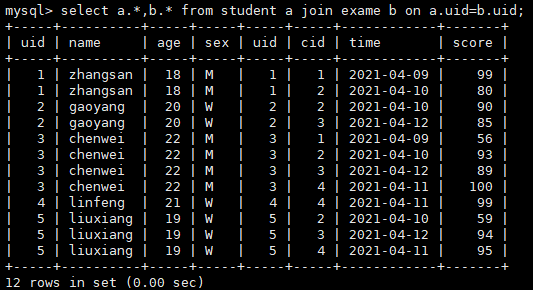 mysql> select a.*,b.* from student a join exame b on a.uid=b.uid;
+-----+----------+-----+-----+-----+-----+------------+-------+
| uid | name     | age | sex | uid | cid | time       | score |
+-----+----------+-----+-----+-----+-----+------------+-------+
|   1 | zhangsan |  18 | M   |   1 |   1 | 2021-04-09 |    99 |
|   1 | zhangsan |  18 | M   |   1 |   2 | 2021-04-10 |    80 |
|   2 | gaoyang  |  20 | W   |   2 |   2 | 2021-04-10 |    90 |
|   2 | gaoyang  |  20 | W   |   2 |   3 | 2021-04-12 |    85 |
|   3 | chenwei  |  22 | M   |   3 |   1 | 2021-04-09 |    56 |
|   3 | chenwei  |  22 | M   |   3 |   2 | 2021-04-10 |    93 |
|   3 | chenwei  |  22 | M   |   3 |   3 | 2021-04-12 |    89 |
|   3 | chenwei  |  22 | M   |   3 |   4 | 2021-04-11 |   100 |
|   4 | linfeng  |  21 | W   |   4 |   4 | 2021-04-11 |    99 |
|   5 | liuxiang |  19 | W   |   5 |   2 | 2021-04-10 |    59 |
|   5 | liuxiang |  19 | W   |   5 |   3 | 2021-04-12 |    94 |
|   5 | liuxiang |  19 | W   |   5 |   4 | 2021-04-11 |    95 |
+-----+----------+-----+-----+-----+-----+------------+-------+
12 rows in set (0.00 sec)